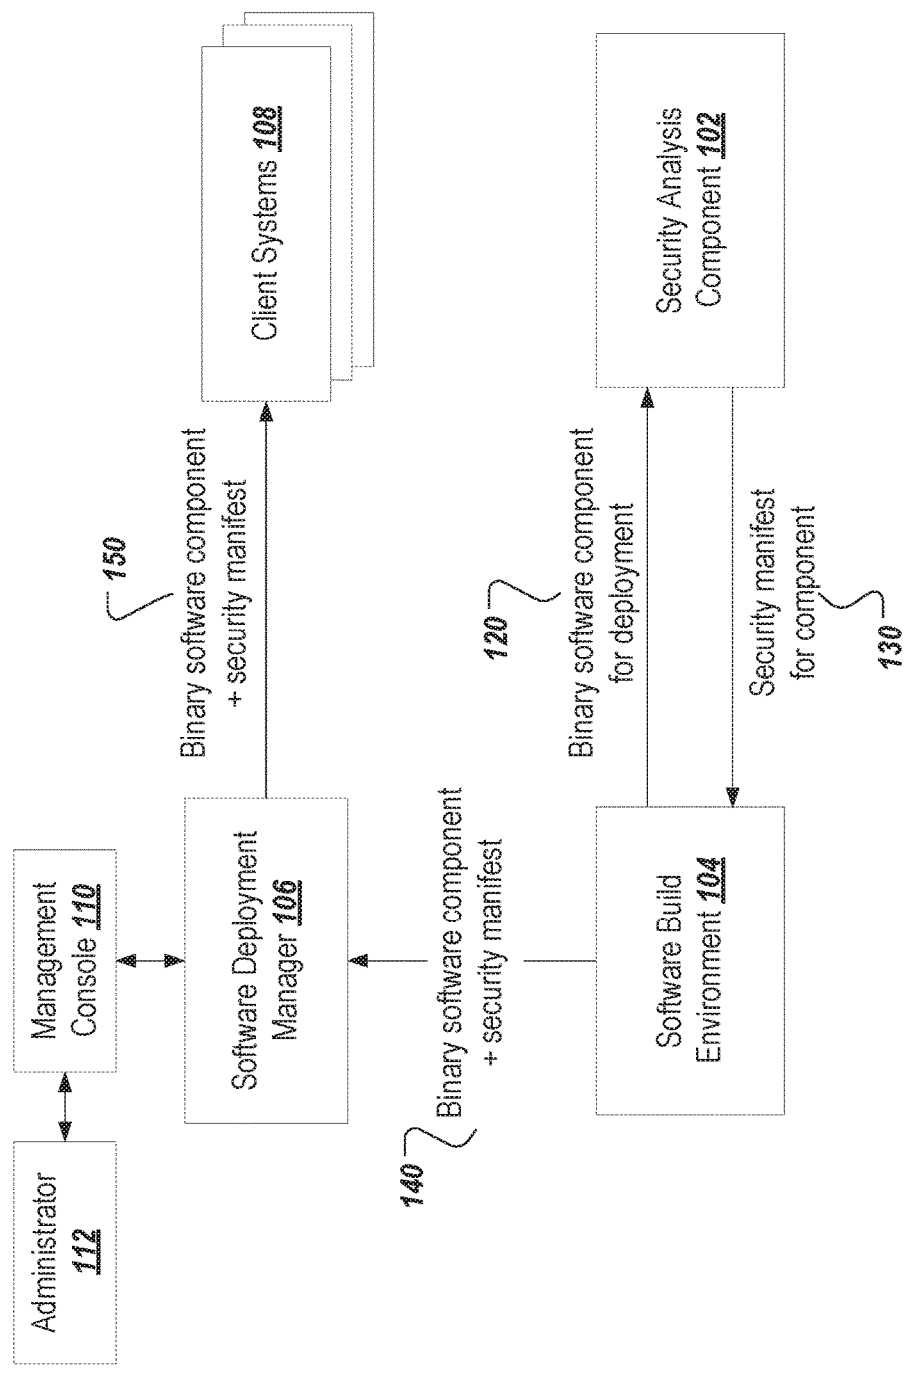 Administrator
112
Management
Console 110
Software Deployment
Manager 106
150
Binary software component
+ security manifest
Client Systems 108
140
Binary software component
+ security manifest
Software Build
Environment 104
120
Binary software component
for deployment
Security manifest
for component
130
Security Analysis
Component 102